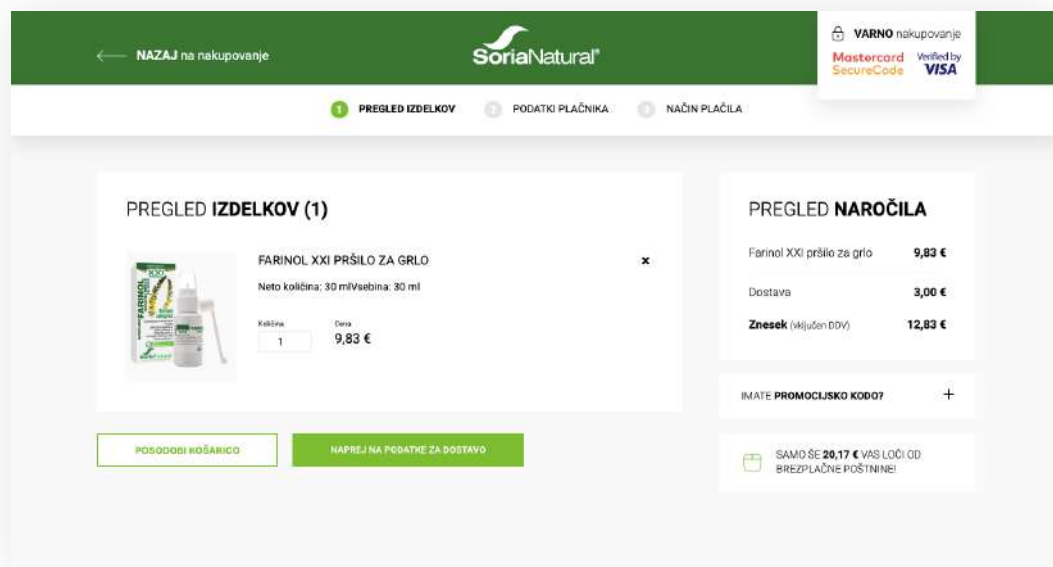 NAZAJ na nakupovanje
SoriaNatural®
VARNO nakupovanje
Mastercard SecureCode
Verified by VISA
1 PREGLED IZDELKOV
2 PODATKI PLAČNIKA
3 NAČIN PLAČILA
PREGLED IZDELKOV (1)
FARINOL XXI PRŠILO ZA GRLO
Neto količina: 30 mlVsebina: 30 ml
Količina
Cena
1
9,83 €
XXI
FARINOL
POSODOBI KOŠARICO
NAPREJ NA PODATKE ZA DOSTAVO
PREGLED NAROČILA
Farinol XXI pršilo za grlo 9,83 €
Dostava 3,00 €
Znesek (vključen DDV) 12,83 €
IMATE PROMOCIJSKO KODO?
SAMO ŠE 20,17 € VAS LOČI OD
BREZPLAČNE POŠTNINE!